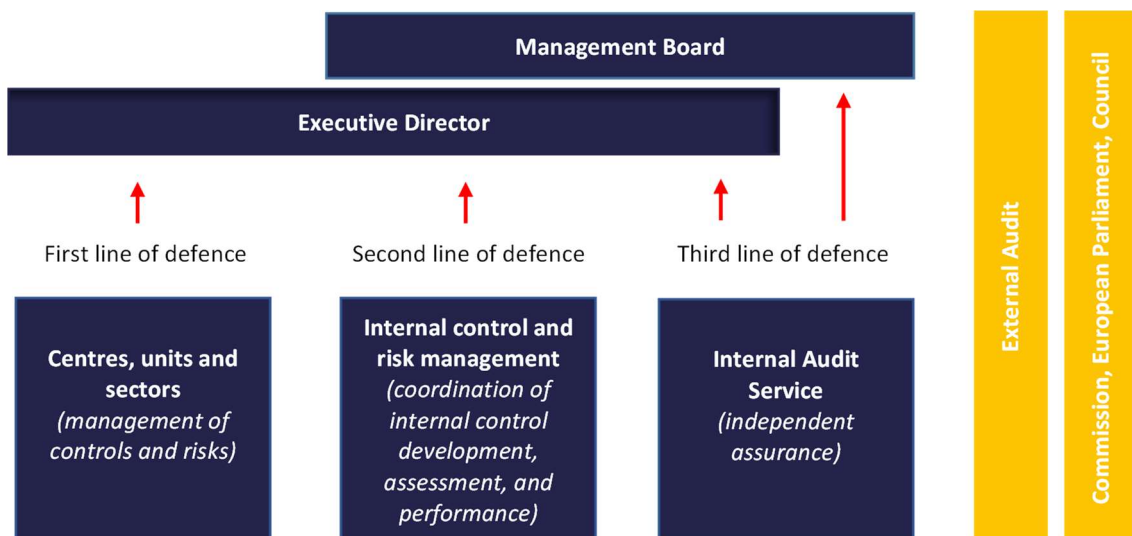 Management Board
Executive Director
First line of defence
Second line of defence
Third line of defence
Centres, units and
sectors
(management of
controls and risks)
Internal control and
risk management
(coordination of
internal control
development,
assessment, and
performance)
Internal Audit
Service
(independent
assurance)
External Audit
Commission, European Parliament, Council